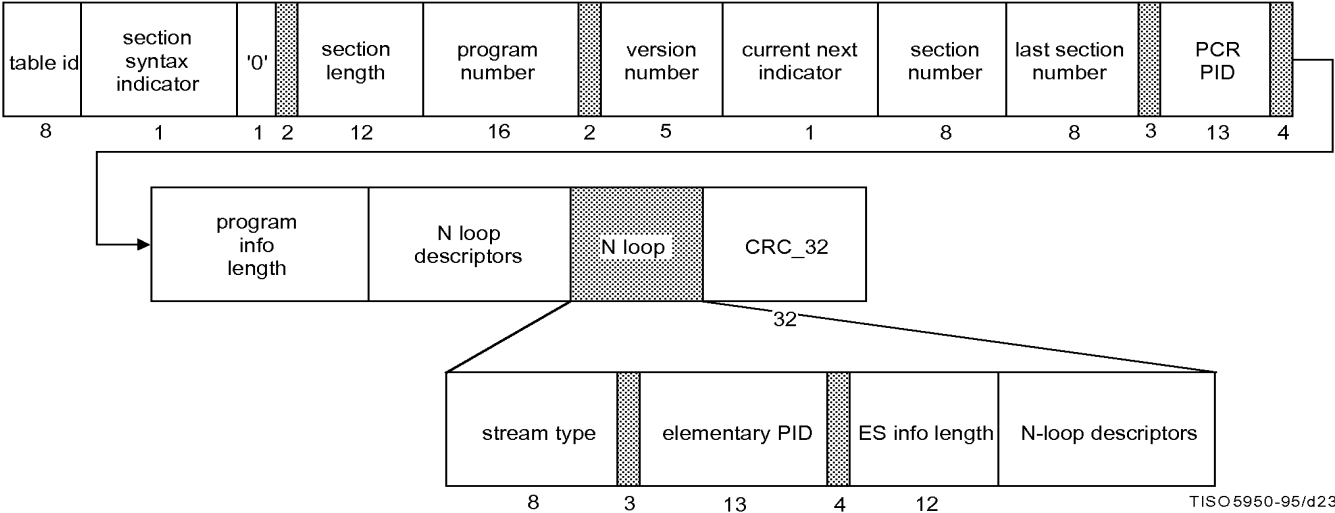 table id
section
syntax
indicator
'0'
section
length
program
number
version
number
current next
indicator
section
number
last section
number
PCR
PID
8 1 1 2 12 16 2 5 1 8 8 3 13 4
program
info
length
N loop
descriptors
N loop
CRC_32
32
stream type
elementary PID
ES info length
N-loop descriptors
8 3 13 4 12
TISO5950-95/d23